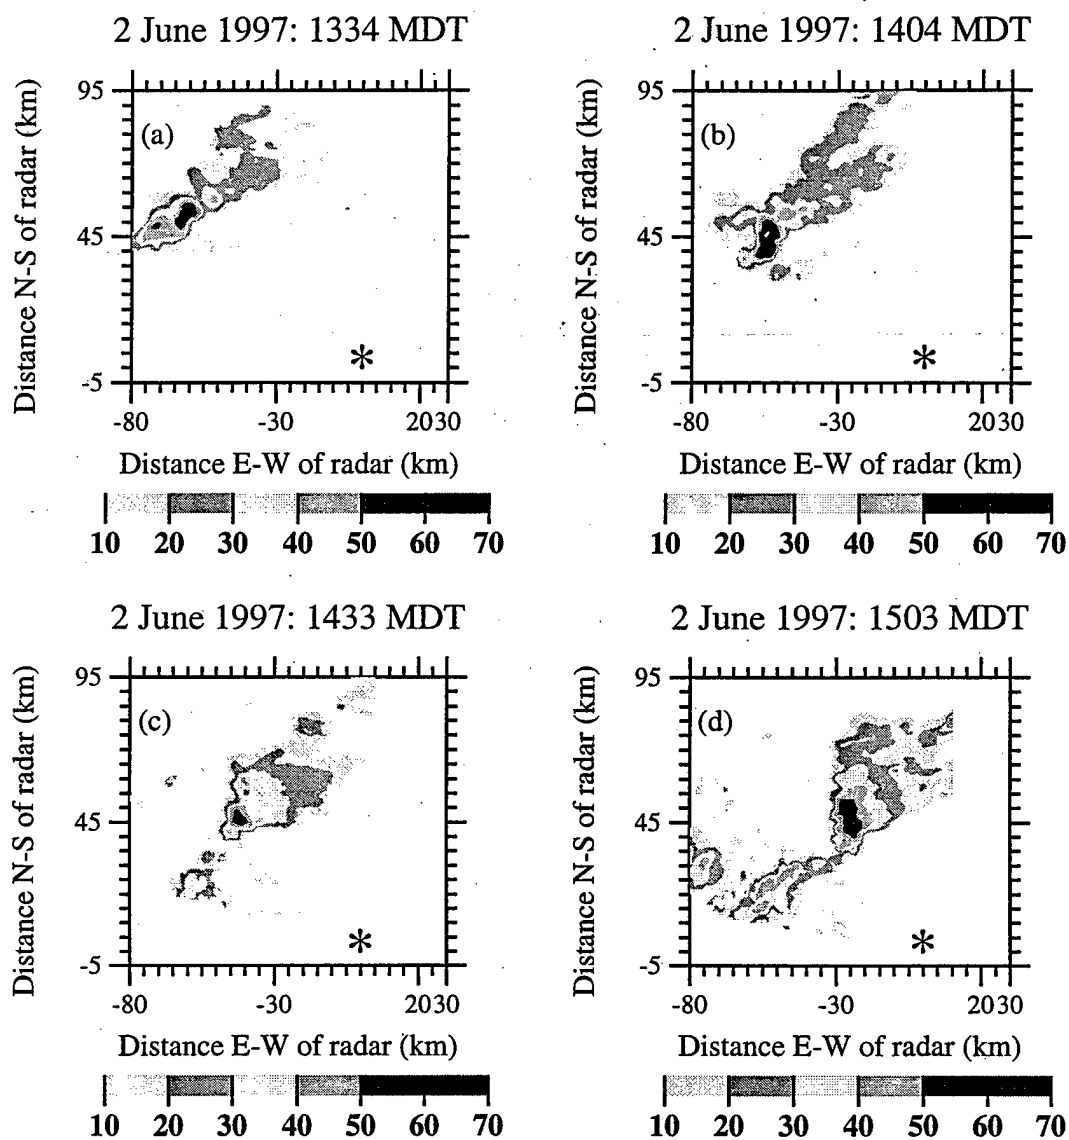 2 June 1997: 1334 MDT
2 June 1997: 1404 MDT
Distance N-S of radar (km)
95
45
-5
(a)
*
-80
-30
2030
Distance E-W of radar (km)
10 20 30 40 50 60 70
Distance N-S of radar (km)
95
45
-5
(b)
*
-80
-30
2030
Distance E-W of radar (km)
10 20 30 40 50 60 70
2 June 1997: 1433 MDT
2 June 1997: 1503 MDT
Distance N-S of radar (km)
95
45
-5
(c)
*
-80
-30
2030
Distance E-W of radar (km)
10 20 30 40 50 60 70
Distance N-S of radar (km)
95
45
-5
(d)
*
-80
-30
2030
Distance E-W of radar (km)
10 20 30 40 50 60 70